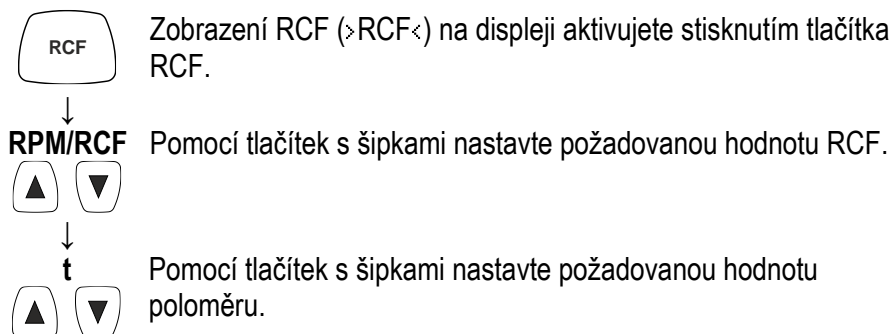 RCF
Zobrazení RCF (>RCF<) na displeji aktivujete stisknutím tlačítka
RCF.
↓
RPM/RCF Pomocí tlačítek s šipkami nastavte požadovanou hodnotu RCF.
▲ ▼
↓
t Pomocí tlačítek s šipkami nastavte požadovanou hodnotu
▲ ▼ poloměru.